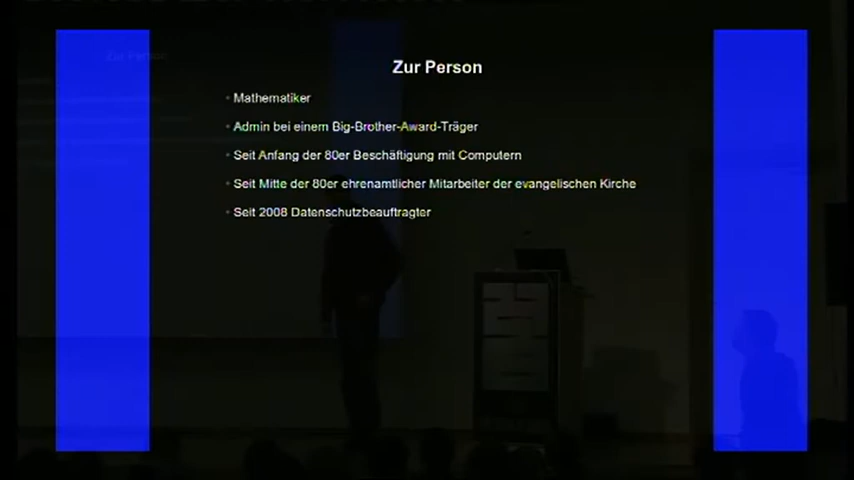 Zur Person
Mathematiker
Admin bei einem Big-Brother-Award-Träger
Seit Anfang der 80er Beschäftigung mit Computern
Seit Mitte der 80er ehrenamtlicher Mitarbeiter der evangelischen Kirche
Seit 2008 Datenschutzbeauftragter